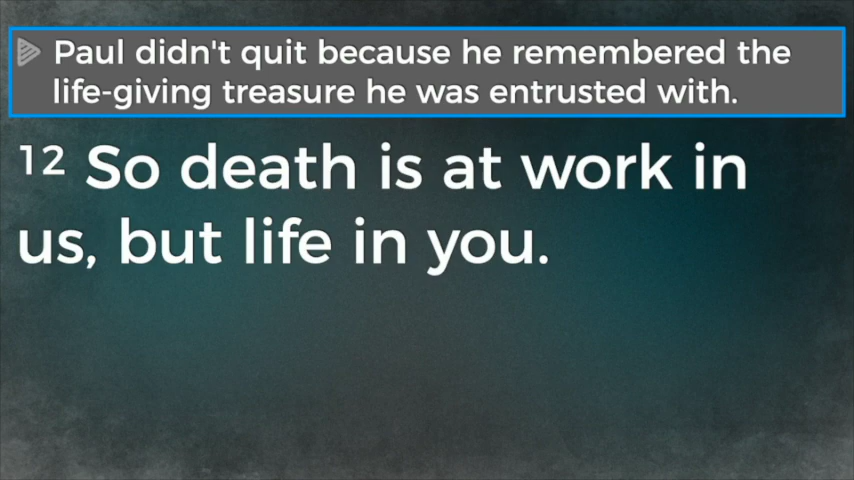 Paul didn't quit because he remembered the
life-giving treasure he was entrusted with.
¹² So death is at work in
us, but life in you.